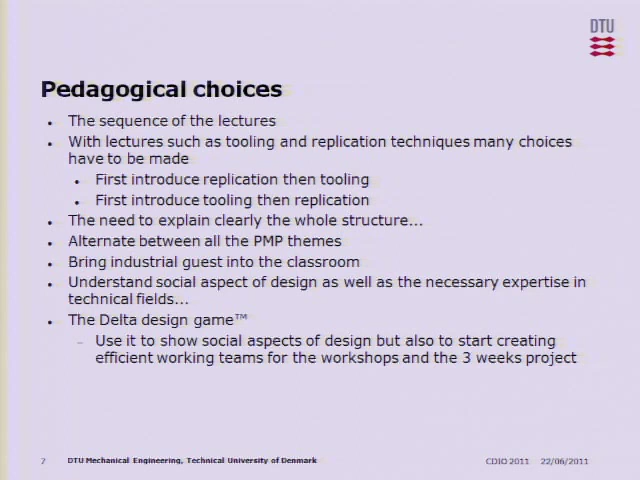 DTU
Pedagogical choices
• The sequence of the lectures
• With lectures such as tooling and replication techniques many choices
have to be made
• First introduce replication then tooling
• First introduce tooling then replication
• The need to explain clearly the whole structure…
• Alternate between all the PMP themes
• Bring industrial guest into the classroom
• Understand social aspect of design as well as the necessary expertise in
technical fields…
• The Delta design game™
– Use it to show social aspects of design but also to start creating
efficient working teams for the workshops and the 3 weeks project
7 DTU Mechanical Engineering, Technical University of Denmark CDIO 2011 22/06/2011